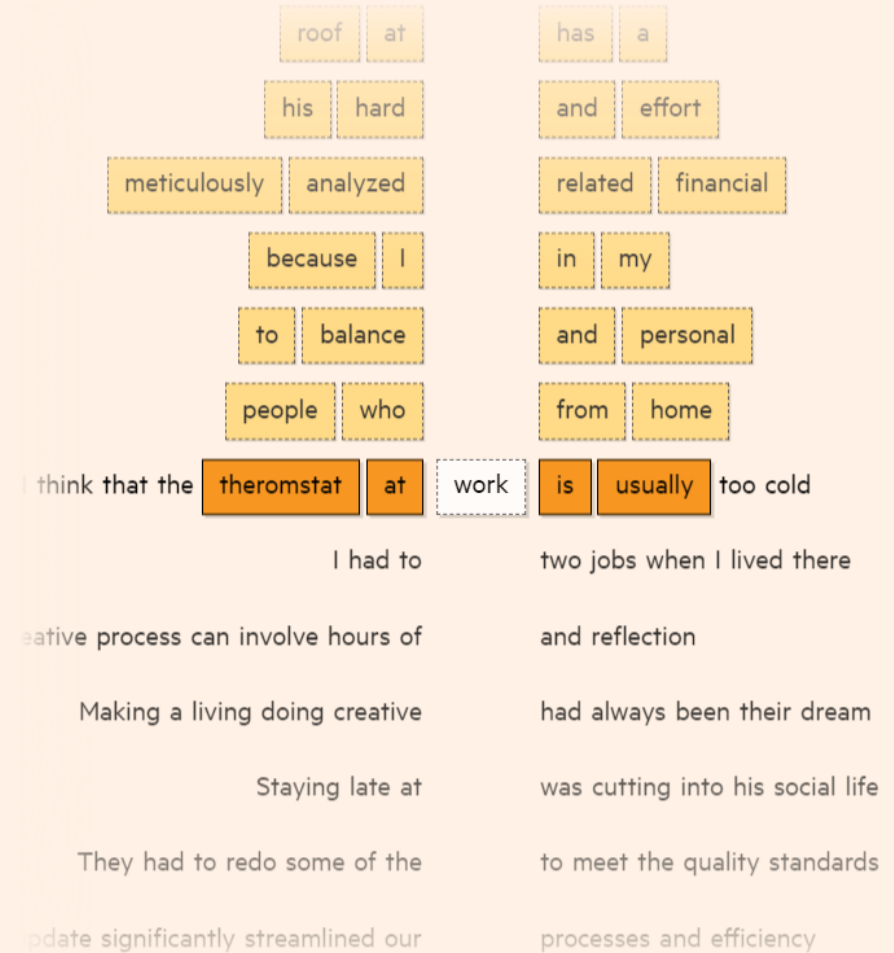 roof at has a
his hard and effort
meticulously analyzed related financial
because I in my
to balance and personal
people who from home
think that the theromstat at work is usually too cold
I had to two jobs when I lived there
eative process can involve hours of and reflection
Making a living doing creative had always been their dream
Staying late at was cutting into his social life
They had to redo some of the to meet the quality standards
pdate significantly streamlined our processes and efficiency